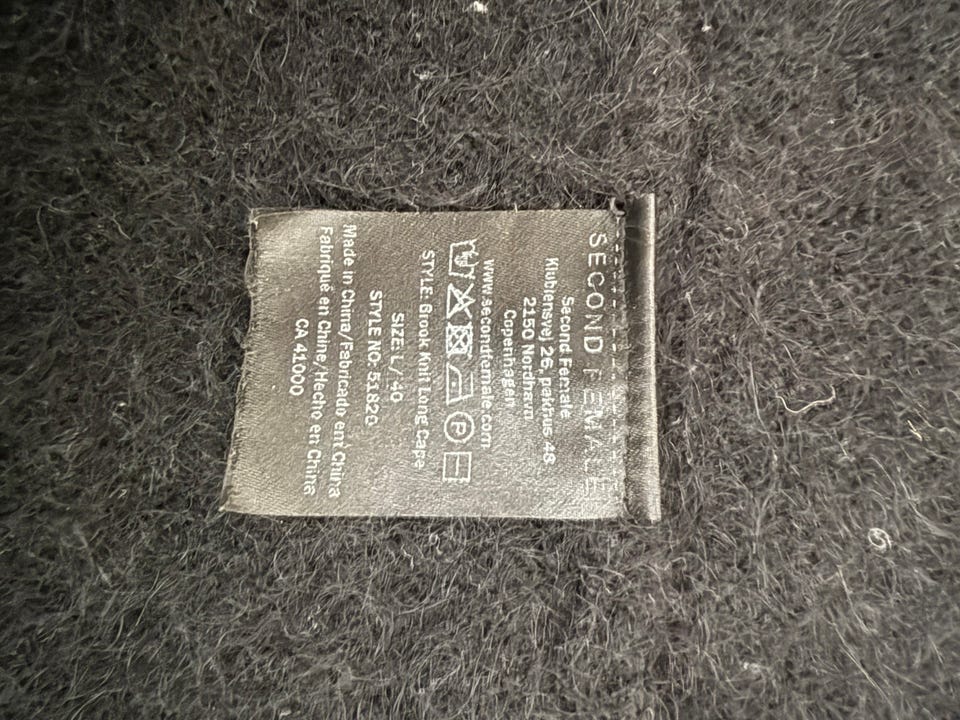 SECOND FEMALE
Second Female
Klubiensvej 26, pakhus 48
2150 Nordhavn
Copenhagen
www.secondfemale.com
P
STYLE: Brook Knit Long Cape
SIZE: L / 40
STYLE NO: 51820
Made in China/Fabricado em China
Fabriqué en Chine/Hecho en China
CA 41000